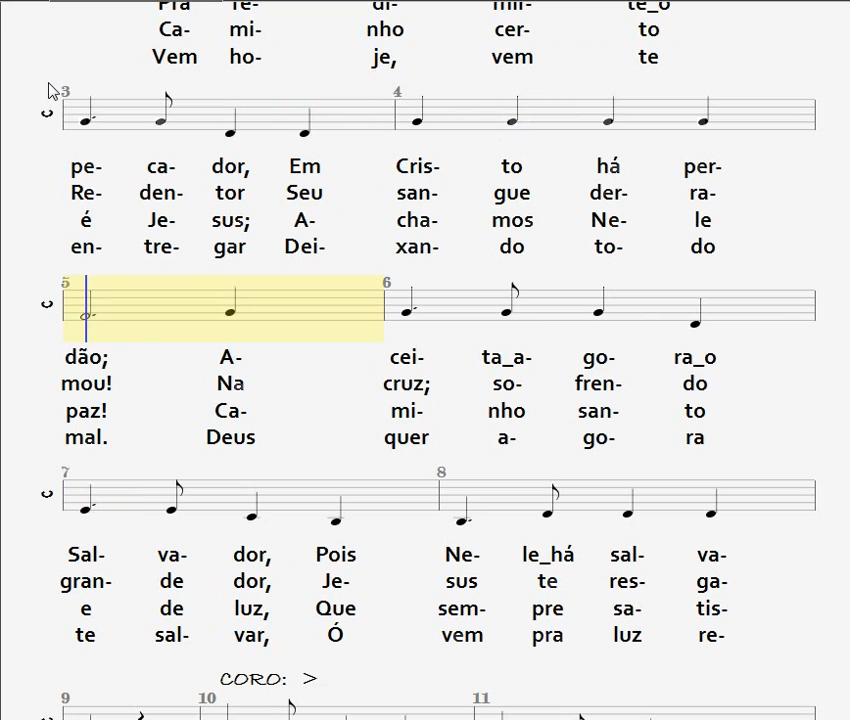 Pra re- di- mir- te_o
Ca- mi- nho cer- to
Vem ho- je, vem te
3 4
pe- ca- dor, Em Cris- to há per-
Re- den- tor Seu san- gue der- ra-
é Je- sus; A- cha- mos Ne- le
en- tre- gar Dei- xan- do to- do
5 6
dão; A- cei- ta_a- go- ra_o
mou! Na cruz; so- fren- do
paz! Ca- mi- nho san- to
mal. Deus quer a- go- ra
7 8
Sal- va- dor, Pois Ne- le_há sal- va-
gran- de dor, Je- sus te res- ga-
e de luz, Que sem- pre sa- tis-
te sal- var, Ó vem pra luz re-
CORO: >
9 10 11